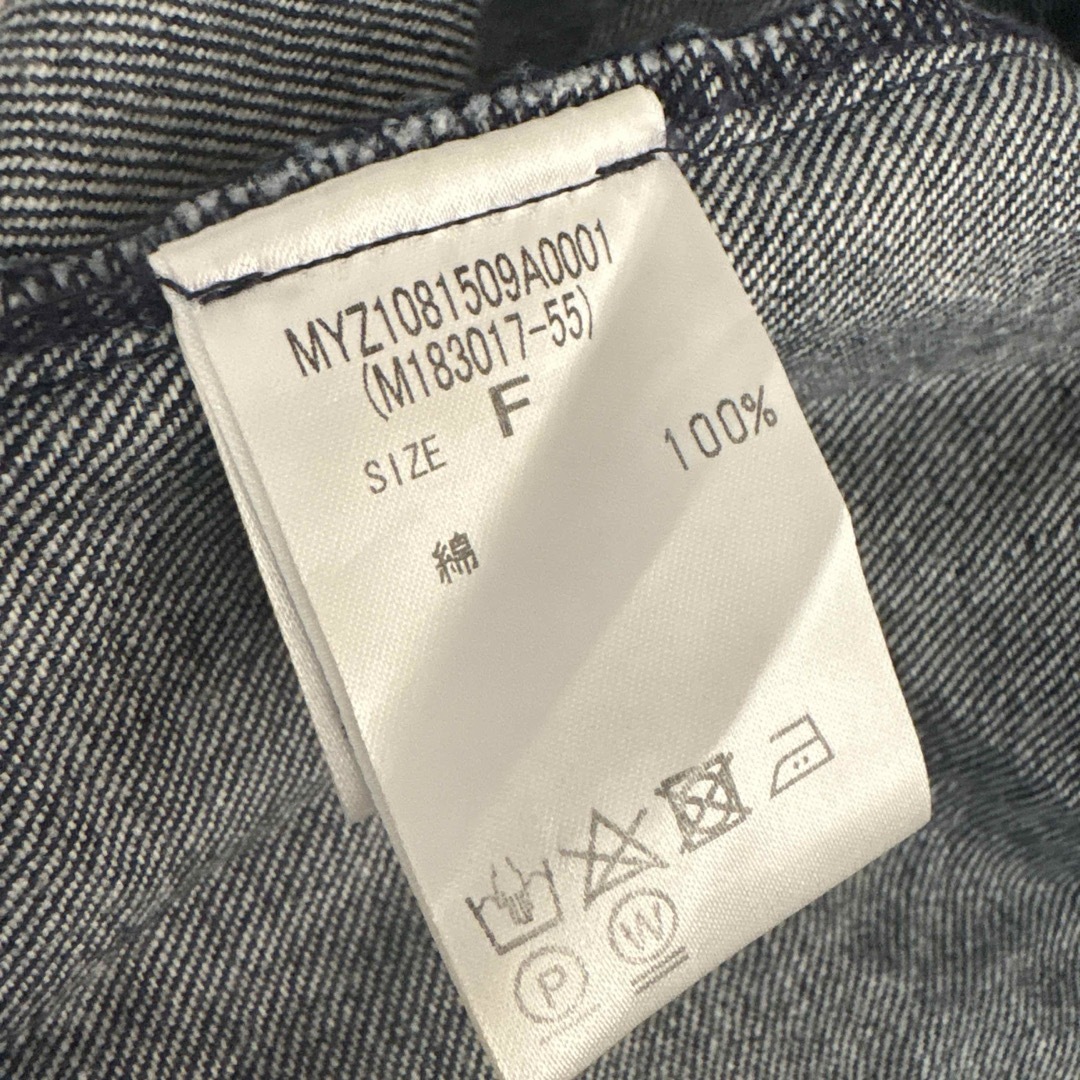 MYZ1081509A0001
(M183017-55)
SIZE F
綿 100%
P W